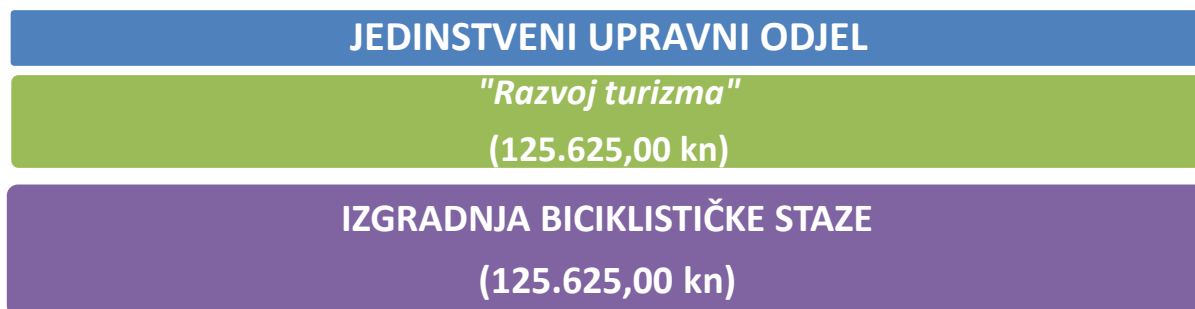 JEDINSTVENI UPRAVNI ODJEL
"Razvoj turizma"
(125.625,00 kn)
IZGRADNJA BICIKLISTIČKE STAZE
(125.625,00 kn)